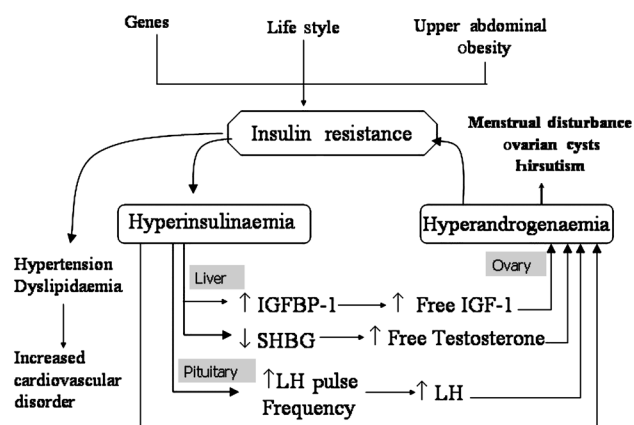 Genes
Life style
Upper abdominal
obesity
Insulin resistance
Menstrual disturbance
ovarian cysts
hirsutism
Hyperinsulinaemia
Hyperandrogenaemia
Hypertension
Dyslipidaemia
Liver
Ovary
↑ IGFBP-1
↑ Free IGF-1
↓ SHBG
↑ Free Testosterone
Increased
cardiovascular
disorder
Pituitary
↑LH pulse
Frequency
↑ LH